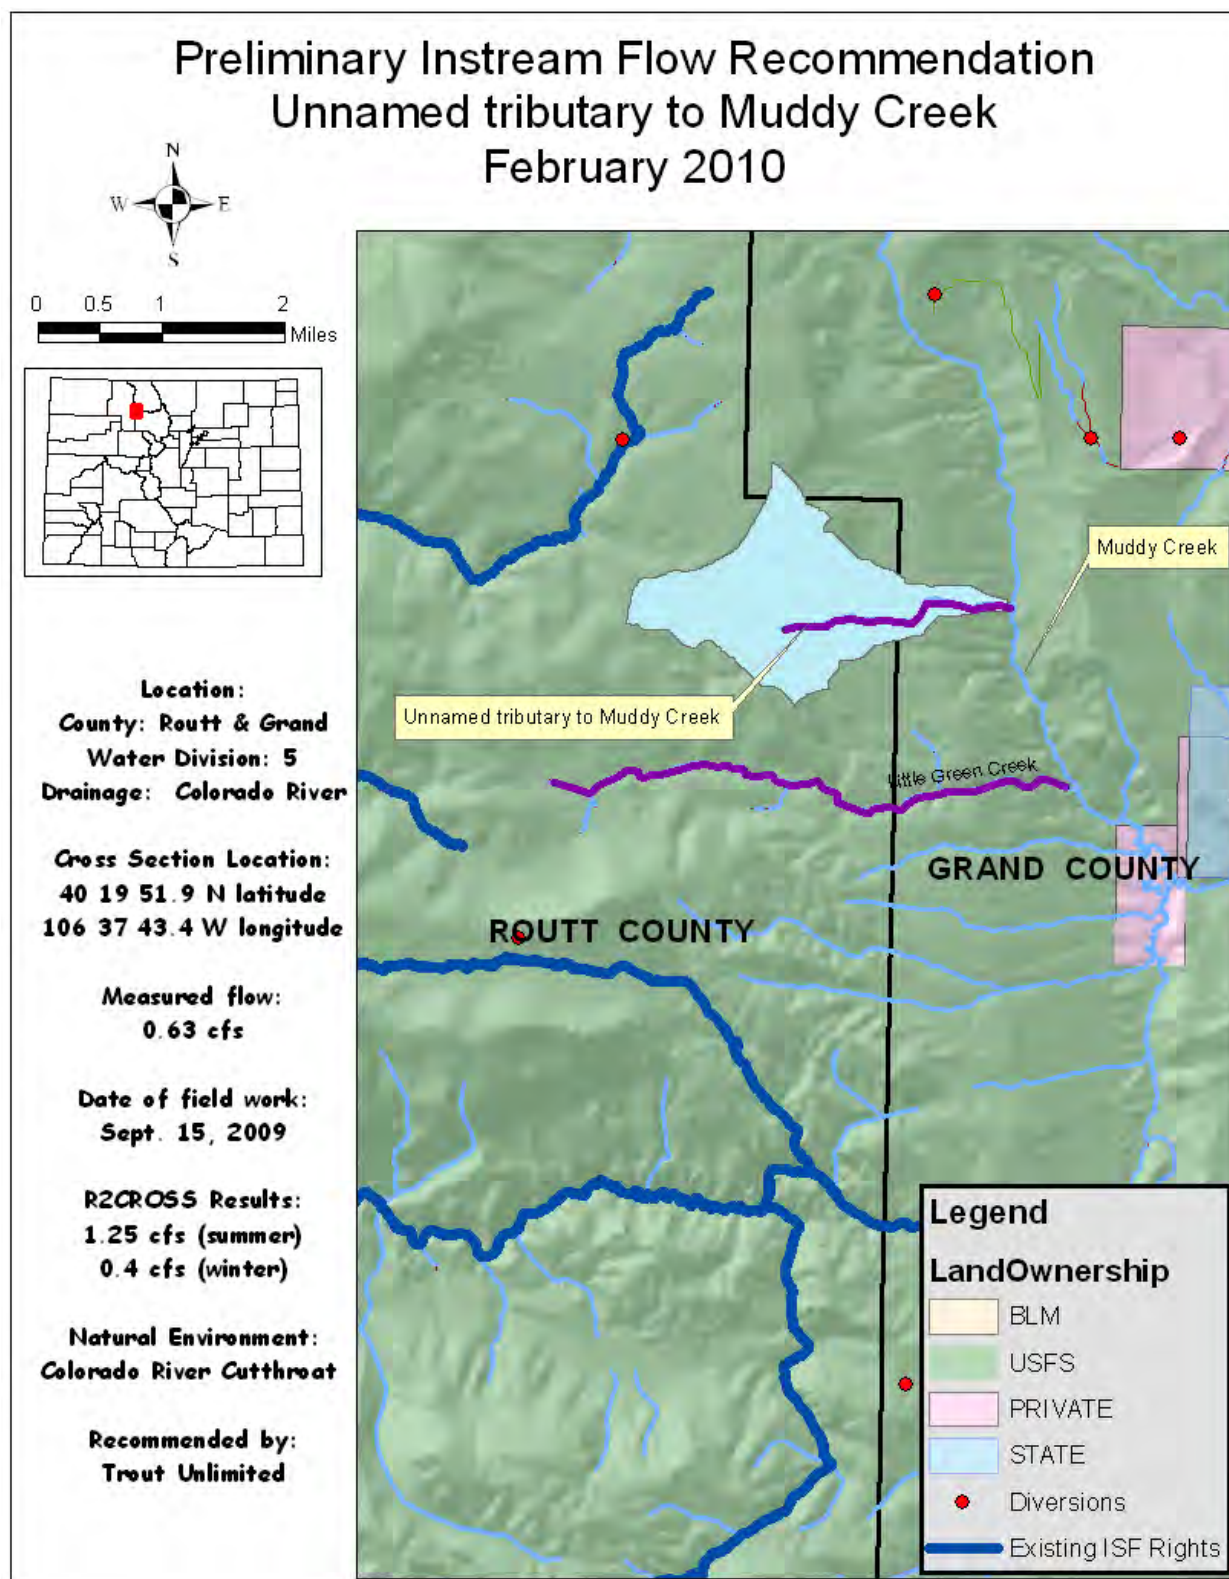 Preliminary Instream Flow Recommendation
Unnamed tributary to Muddy Creek
February 2010
N
W
E
S
0 0.5 1 2
Miles
Location:
County: Routt & Grand
Water Division: 5
Drainage: Colorado River
Cross Section Location:
40 19 51.9 N latitude
106 37 43.4 W longitude
Measured flow:
0.63 cfs
Date of field work:
Sept. 15, 2009
R2CROSS Results:
1.25 cfs (summer)
0.4 cfs (winter)
Natural Environment:
Colorado River Cutthroat
Recommended by:
Trout Unlimited
Muddy Creek
Unnamed tributary to Muddy Creek
Little Green Creek
GRAND COUNTY
ROUTT COUNTY
Legend
LandOwnership
BLM
USFS
PRIVATE
STATE
Diversions
Existing ISF Rights